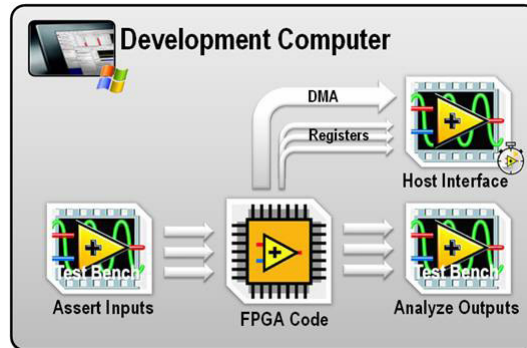 Development Computer
DMA
Registers
Host Interface
Test Bench
Assert Inputs
FPGA Code
Test Bench
Analyze Outputs